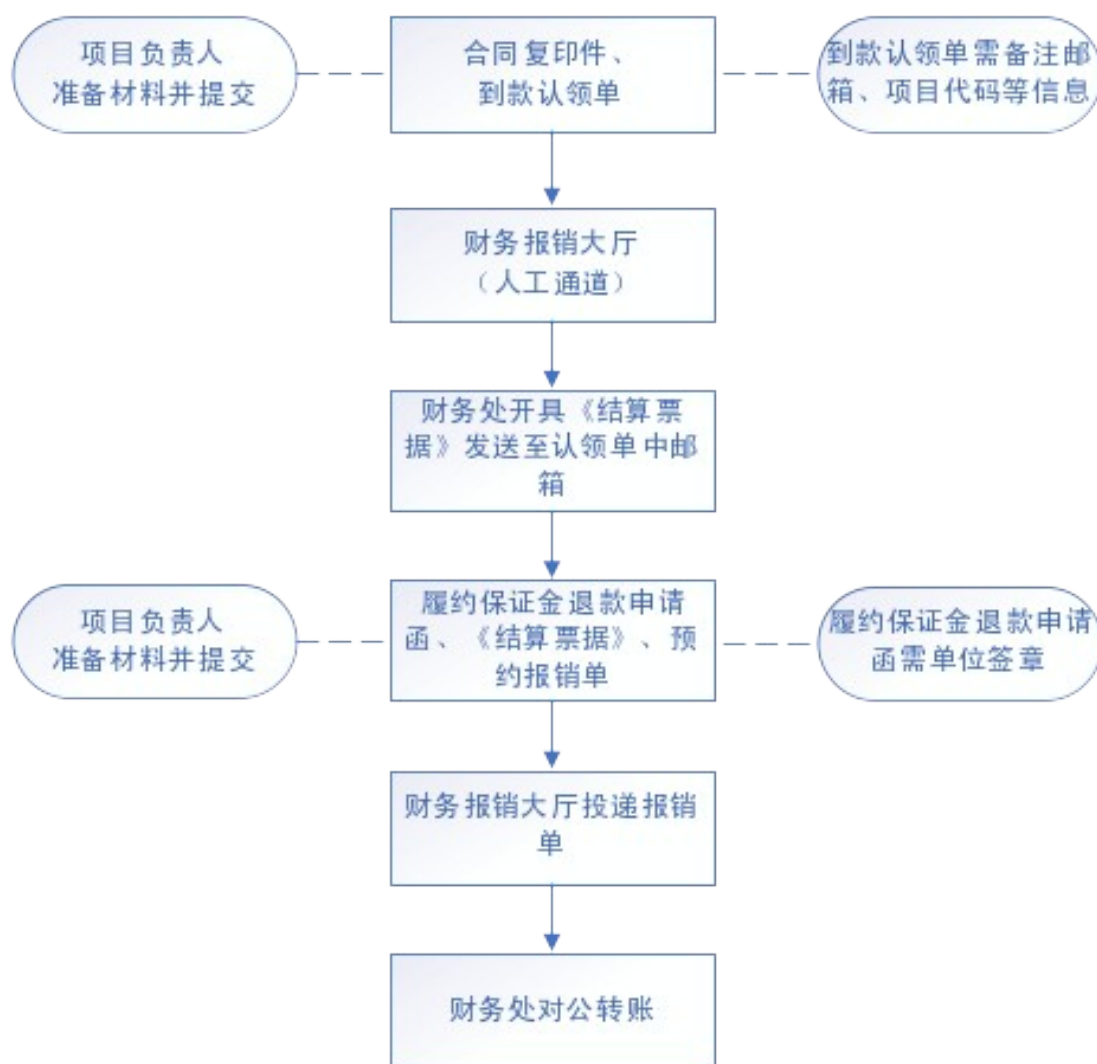 项目负责人
准备材料并提交
合同复印件、
到款认领单
到款认领单需备注邮
箱、项目代码等信息
财务报销大厅
（人工通道）
财务处开具《结算票
据》发送至认领单中邮
箱
项目负责人
准备材料并提交
履约保证金退款申请
函、《结算票据》、预
约报销单
履约保证金退款申请
函需单位签章
财务报销大厅投递报销
单
财务处对公转账